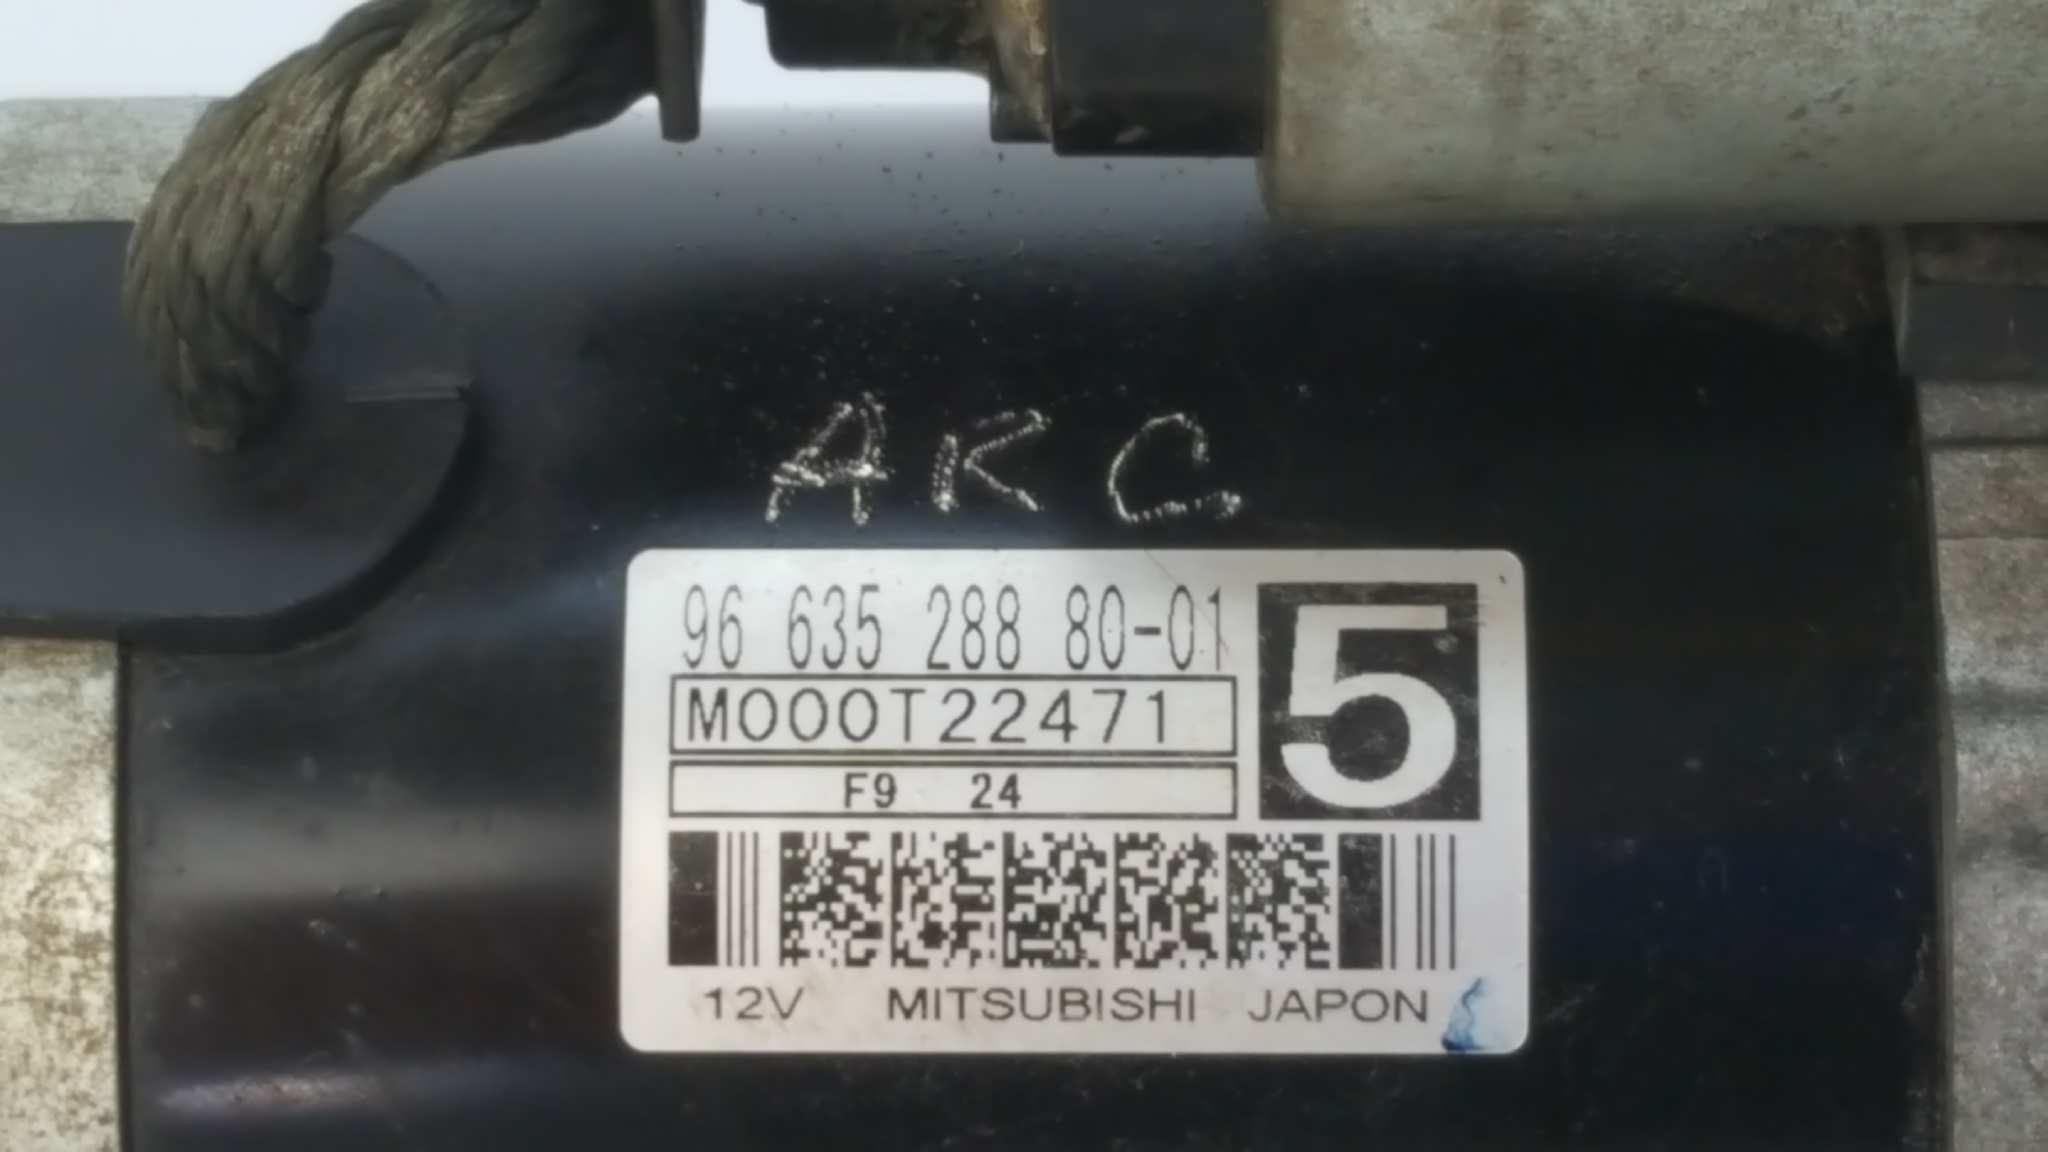 AKC
96 635 288 80-01
5
M000T22471
F9 24
12V MITSUBISHI JAPON